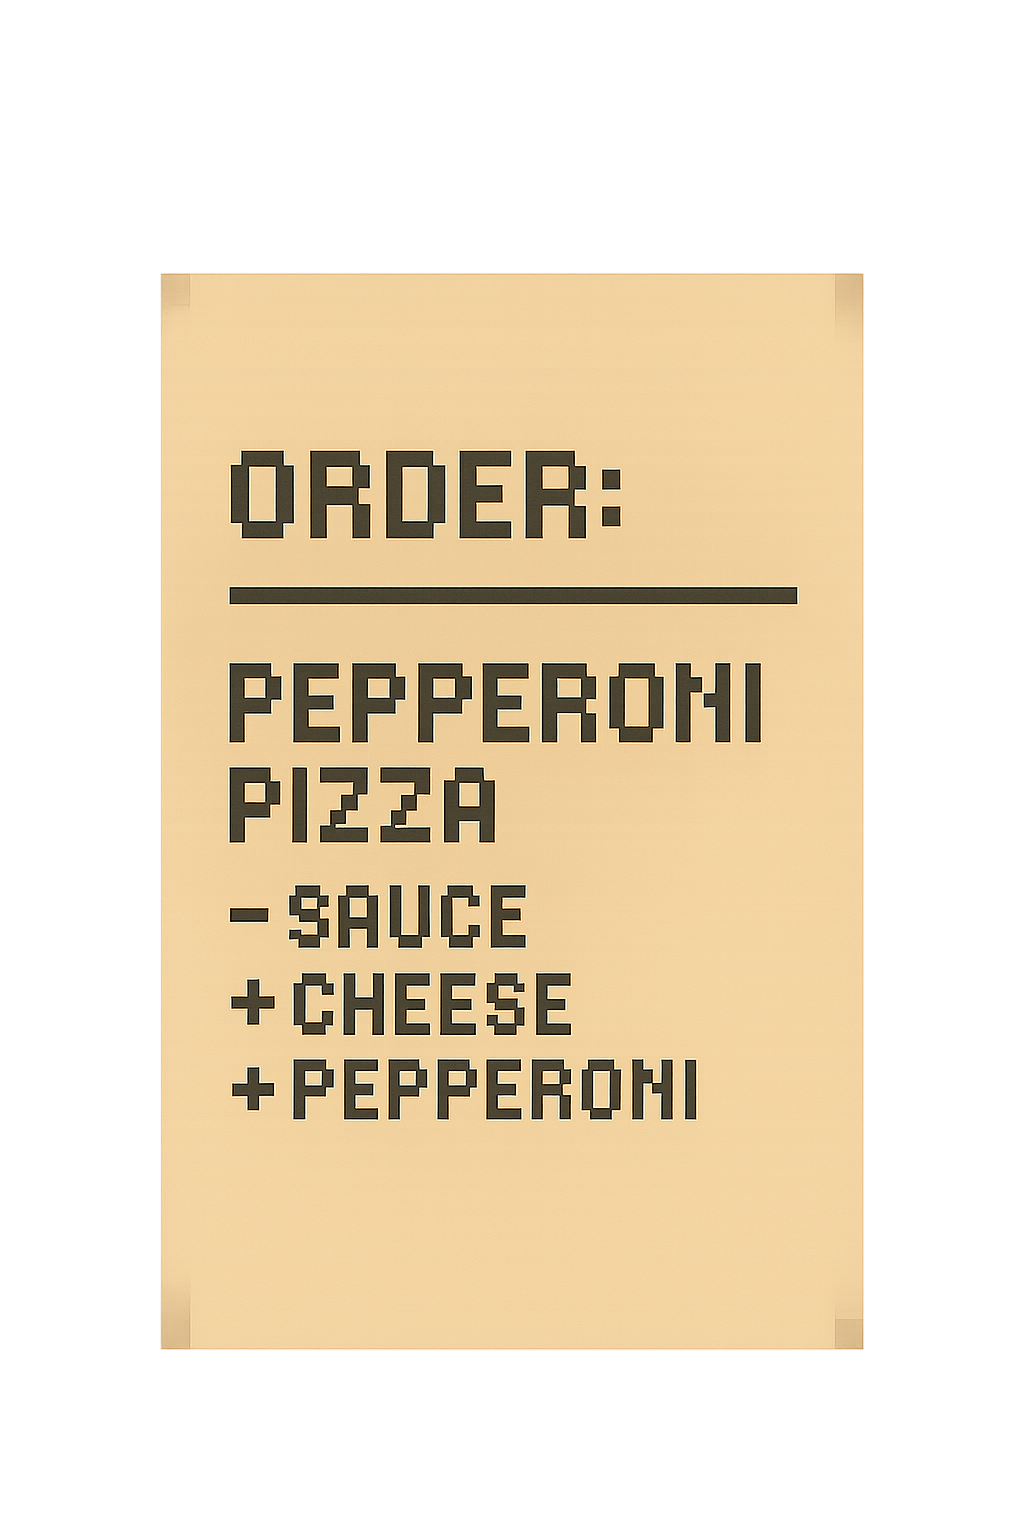 ORDER:
PEPPERONI
PIZZA
- SAUCE
+ CHEESE
+ PEPPERONI